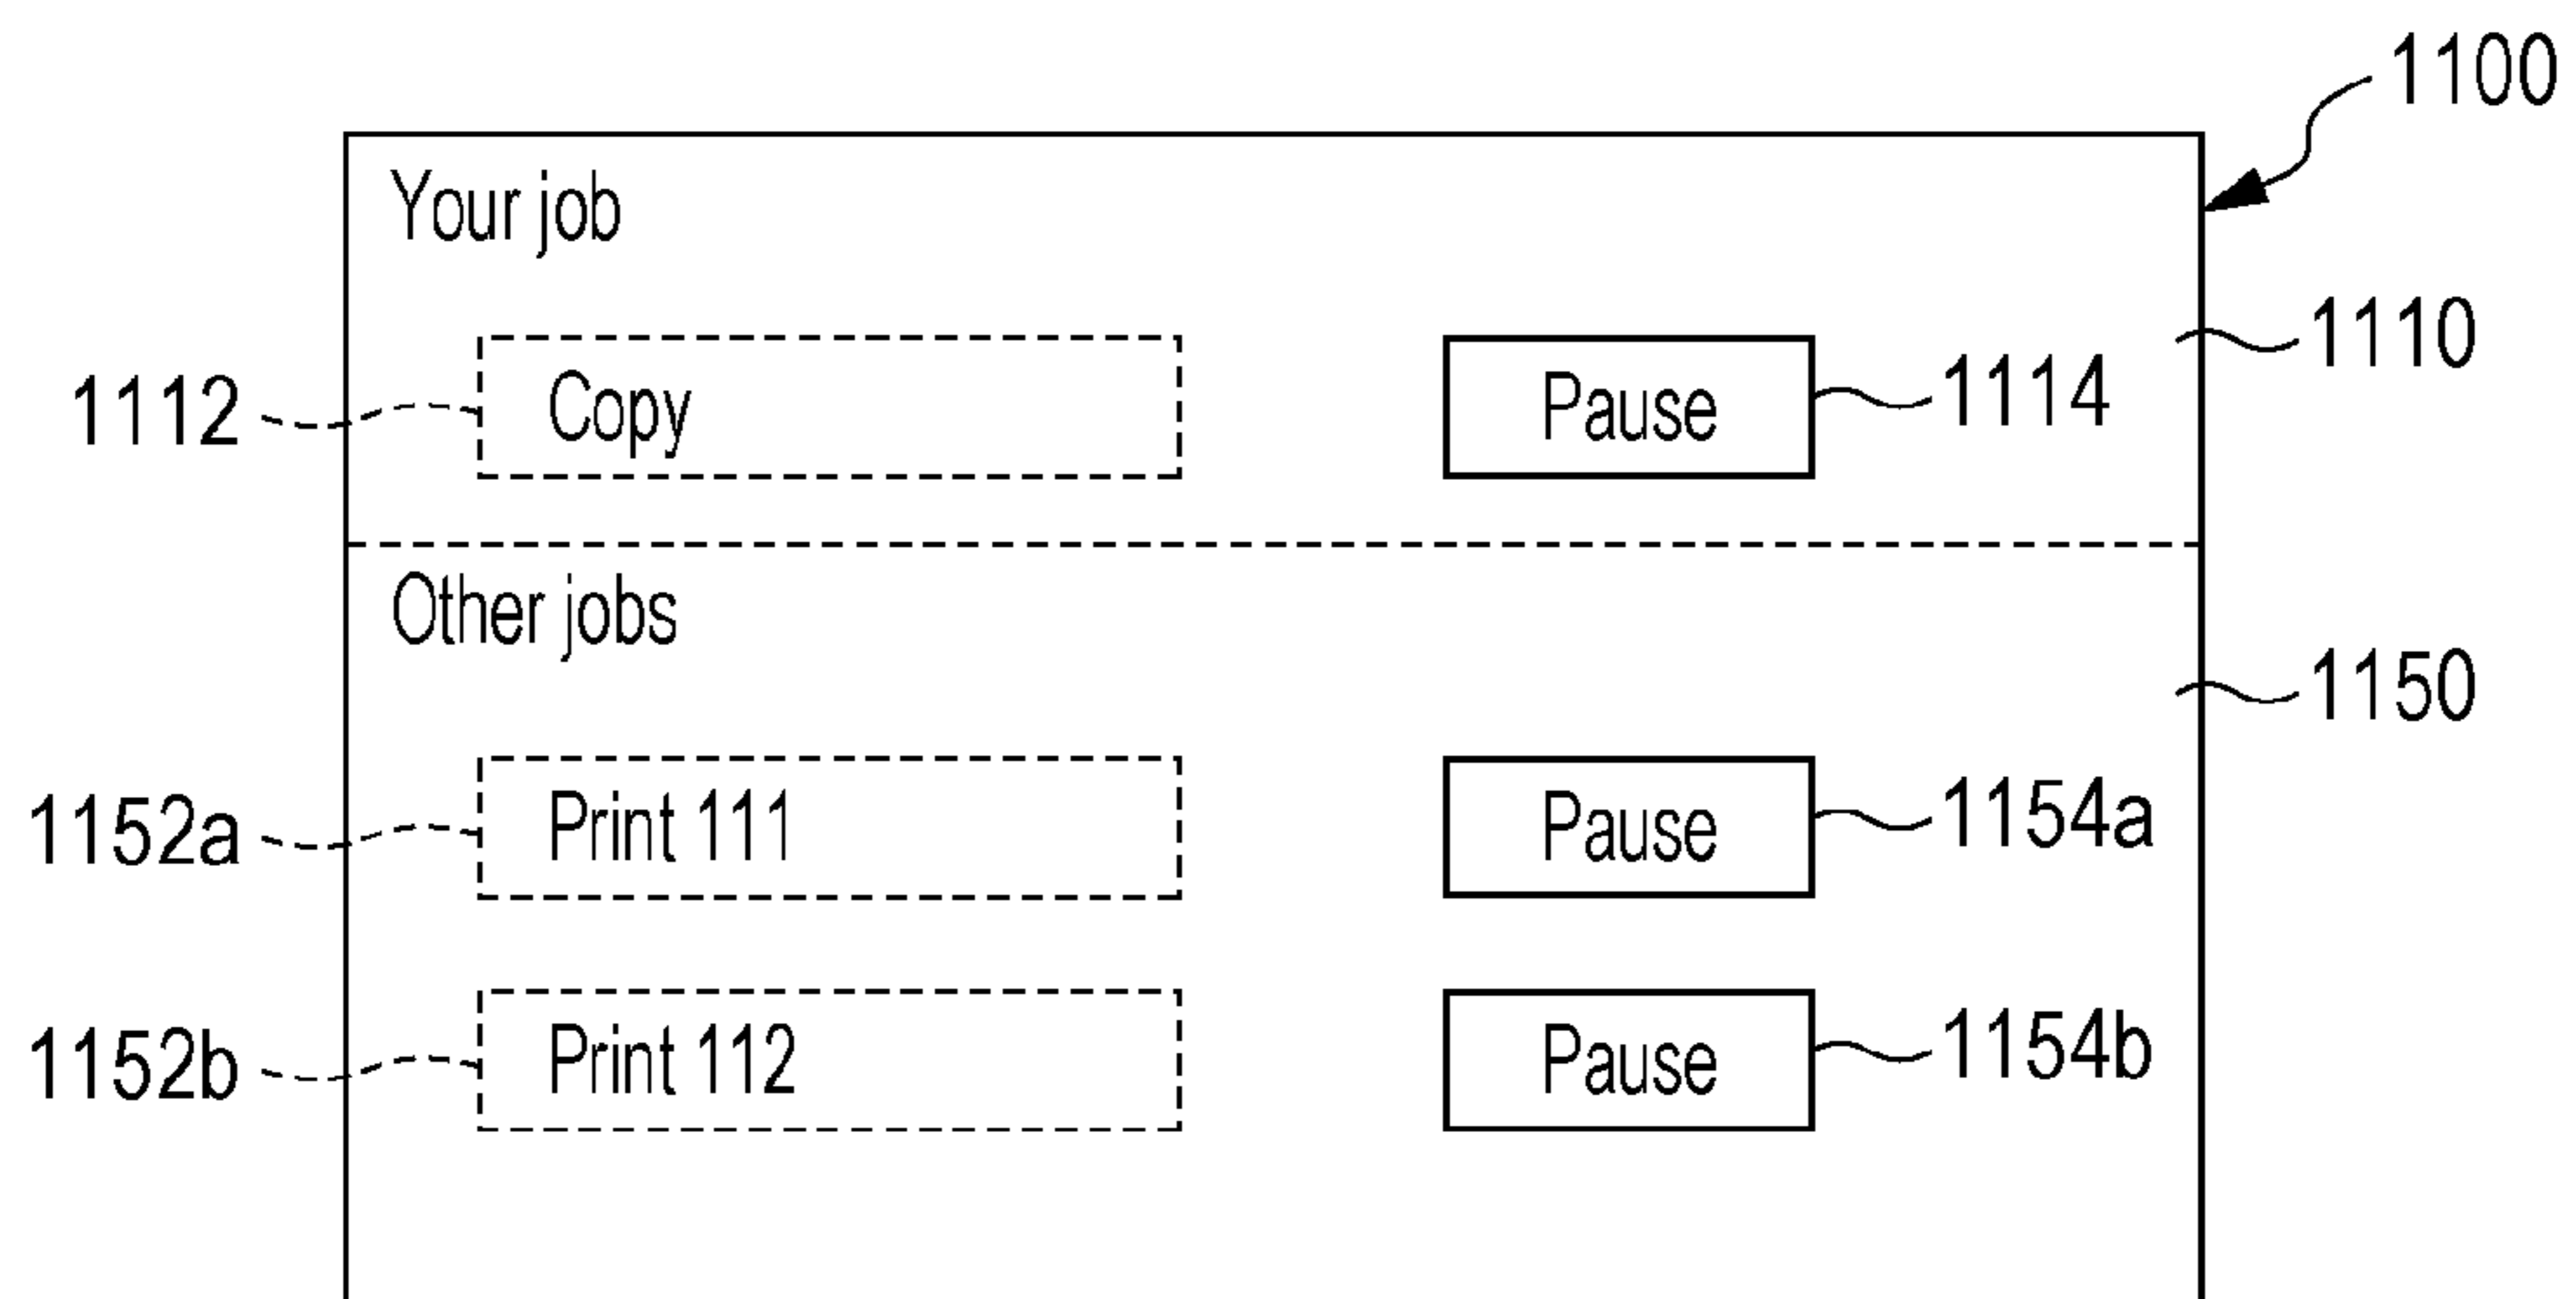 1100
Your job
1110
1112 Copy Pause 1114
Other jobs
1150
1152a Print 111 Pause 1154a
1152b Print 112 Pause 1154b